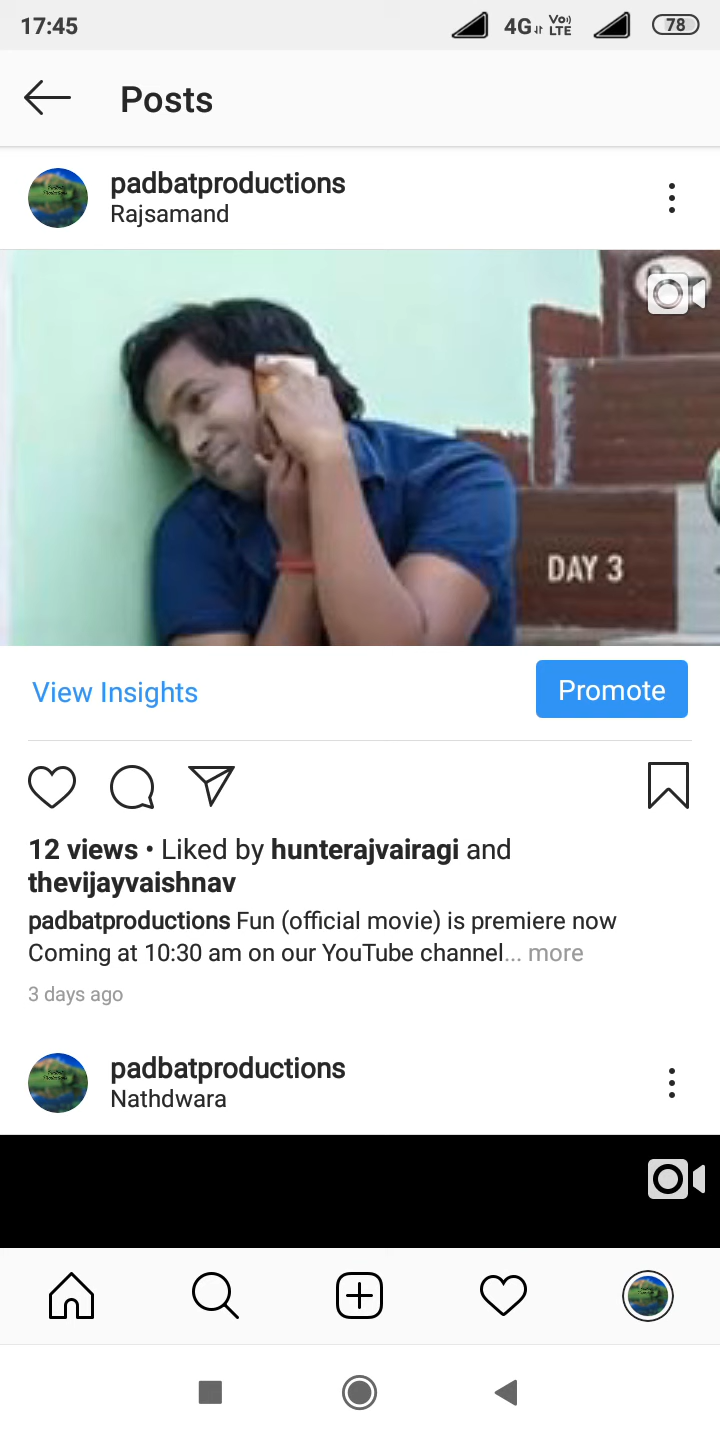 17:45
4G
Vo))
LTE
78
Posts
padbatproductions
Rajsamand
DAY 3
View Insights
Promote
12 views • Liked by hunterajvairagi and
thevijayvaishnav
padbatproductions Fun (official movie) is premiere now
Coming at 10:30 am on our YouTube channel... more
3 days ago
padbatproductions
Nathdwara